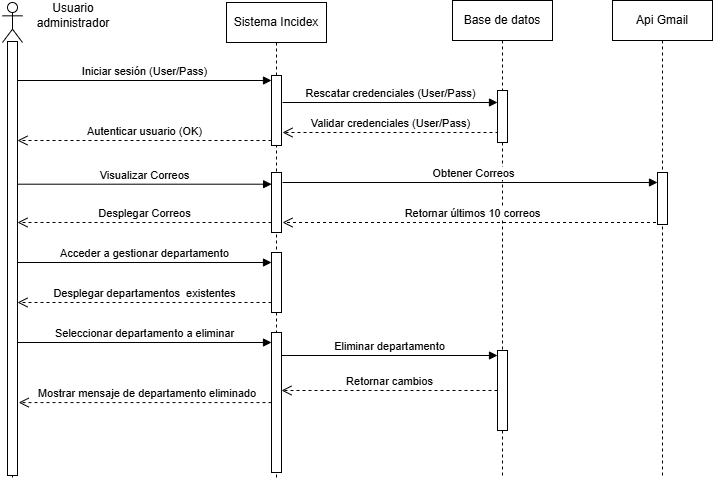 Usuario
administrador
Sistema Incidex
Base de datos
Api Gmail
Iniciar sesión (User/Pass)
Rescatar credenciales (User/Pass)
Validar credenciales (User/Pass)
Autenticar usuario (OK)
Visualizar Correos
Obtener Correos
Desplegar Correos
Retornar últimos 10 correos
Acceder a gestionar departamento
Desplegar departamentos existentes
Seleccionar departamento a eliminar
Eliminar departamento
Retornar cambios
Mostrar mensaje de departamento eliminado